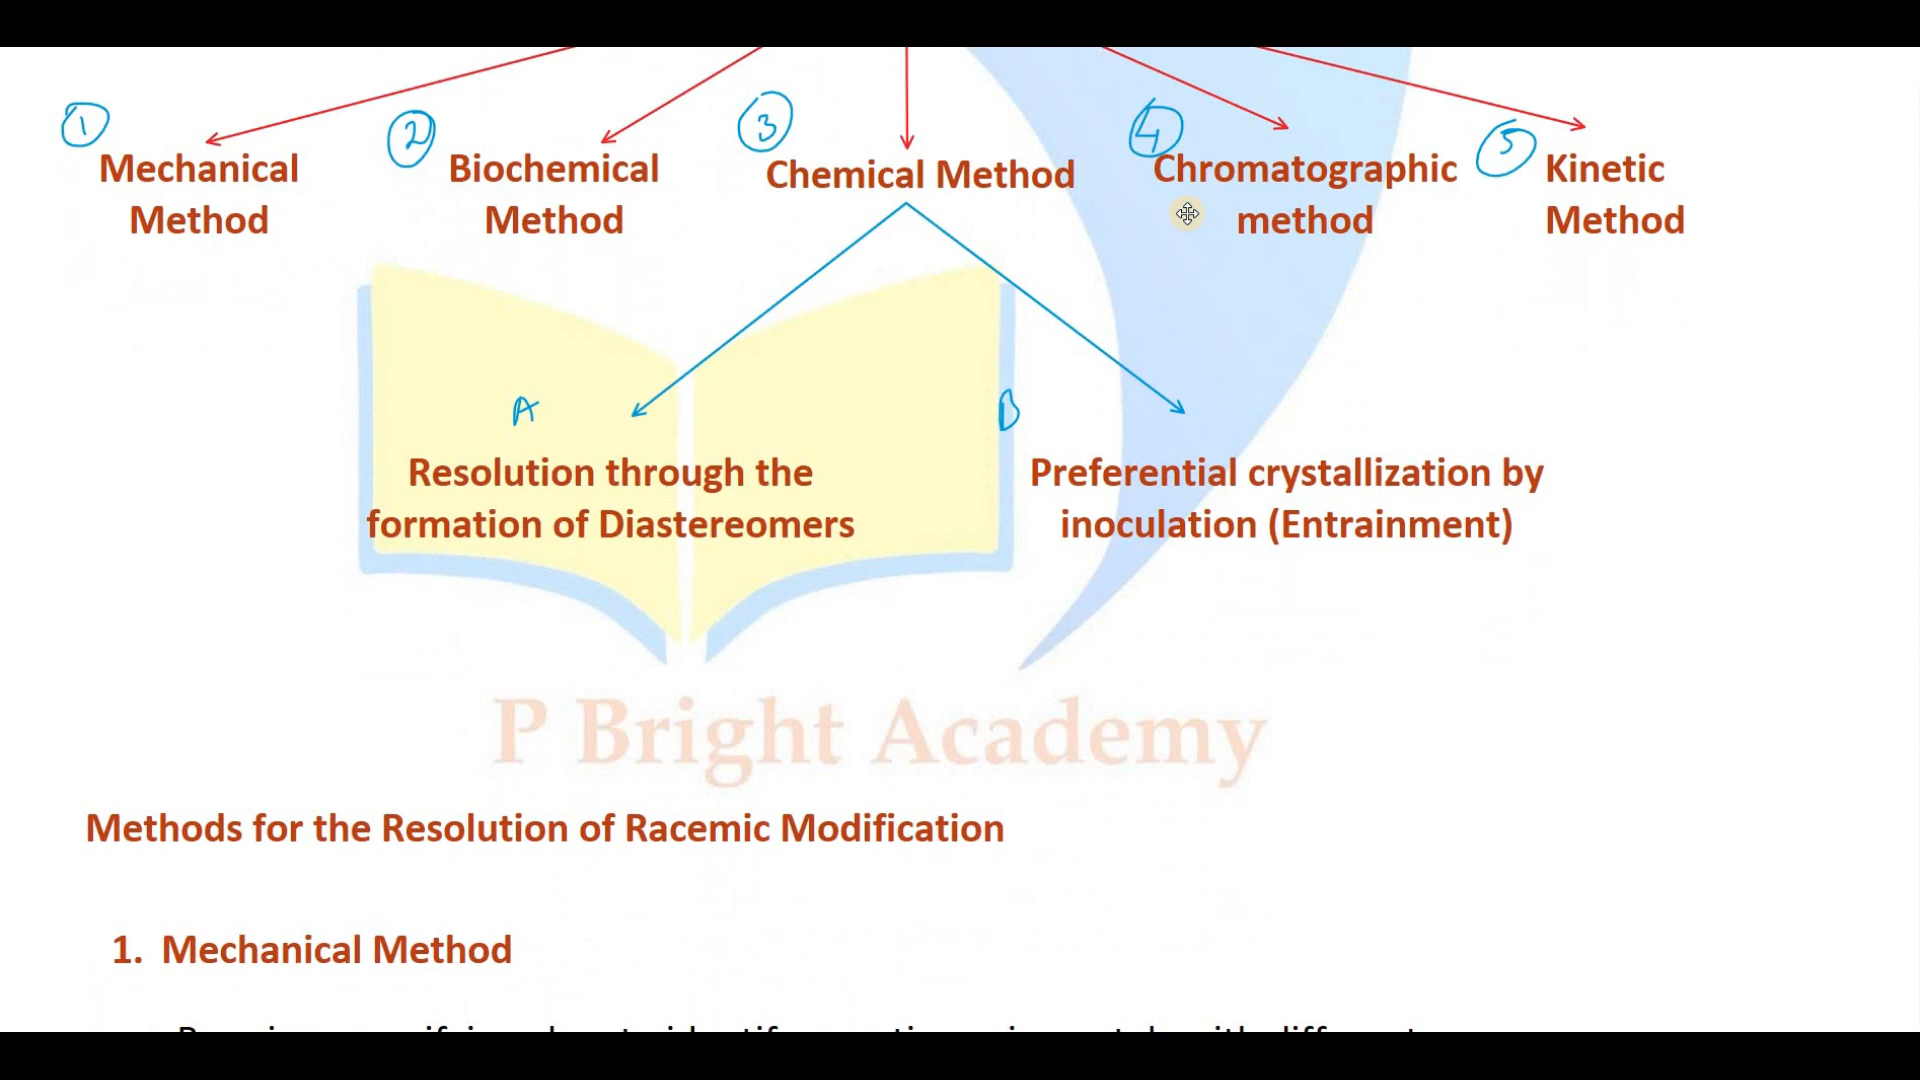 1
Mechanical
Method
2
Biochemical
Method
3
Chemical Method
4
Chromatographic
method
5
Kinetic
Method
A
Resolution through the
formation of Diastereomers
B
Preferential crystallization by
inoculation (Entrainment)
P Bright Academy
Methods for the Resolution of Racemic Modification
1. Mechanical Method